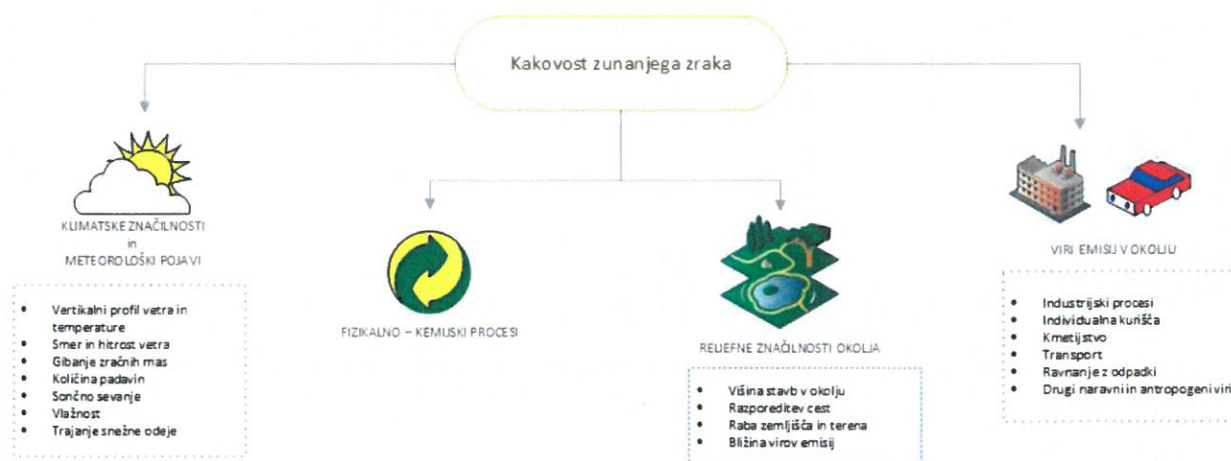 Kakovost zunanjega zraka
KLIMATSKE ZNAČILNOSTI
in
METEOROLOŠKI POJAVI
• Vertikalni profil vetra in
temperature
• Smer in hitrost vetra
• Gibanje zračnih mas
• Količina padavin
• Sončno sevanje
• Vlažnost
• Trajanje snežne odeje
FIZIKALNO – KEMIJSKI PROCESI
RELIEFNE ZNAČILNOSTI OKOLJA
• Višina stavb v okolju
• Razporeditev cest
• Raba zemljišča in terena
• Bližina virov emisij
VIRI EMISIJ V OKOLJU
• Industrijski procesi
• Individualna kurišča
• Kmetijstvo
• Transport
• Ravnanje z odpadki
• Drugi naravni in antropogeni viri